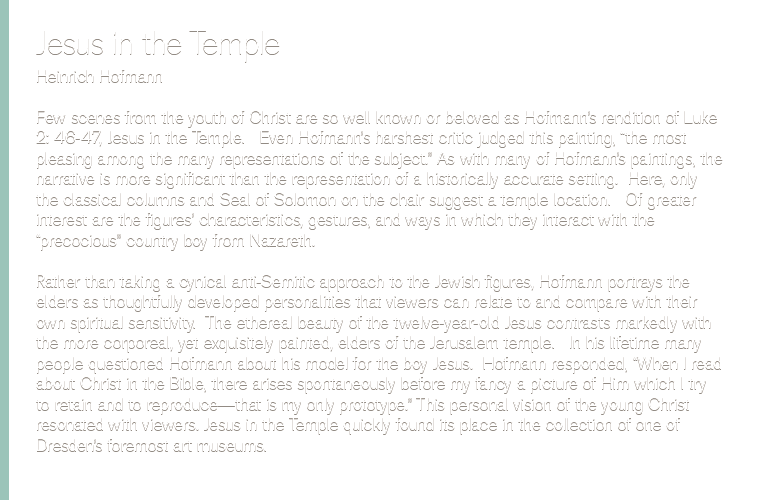 Jesus in the Temple
Heinrich Hofmann
Few scenes from the youth of Christ are so well known or beloved as Hofmann's rendition of Luke
2: 46-47, Jesus in the Temple. Even Hofmann's harshest critic judged this painting, "the most
pleasing among the many representations of the subject." As with many of Hofmann's paintings, the
narrative is more significant than the representation of a historically accurate setting. Here, only
the classical columns and Seal of Solomon on the chair suggest a temple location. Of greater
interest are the figures' characteristics, gestures, and ways in which they interact with the
"precocious" country boy from Nazareth.
Rather than taking a cynical anti-Semitic approach to the Jewish figures, Hofmann portrays the
elders as thoughtfully developed personalities that viewers can relate to and compare with their
own spiritual sensitivity. The ethereal beauty of the twelve-year-old Jesus contrasts markedly with
the more corporeal, yet exquisitely painted, elders of the Jerusalem temple. In his lifetime many
people questioned Hofmann about his model for the boy Jesus. Hofmann responded, "When I read
about Christ in the Bible, there arises spontaneously before my fancy a picture of Him which I try
to retain and to reproduce—that is my only prototype." This personal vision of the young Christ
resonated with viewers. Jesus in the Temple quickly found its place in the collection of one of
Dresden's foremost art museums.